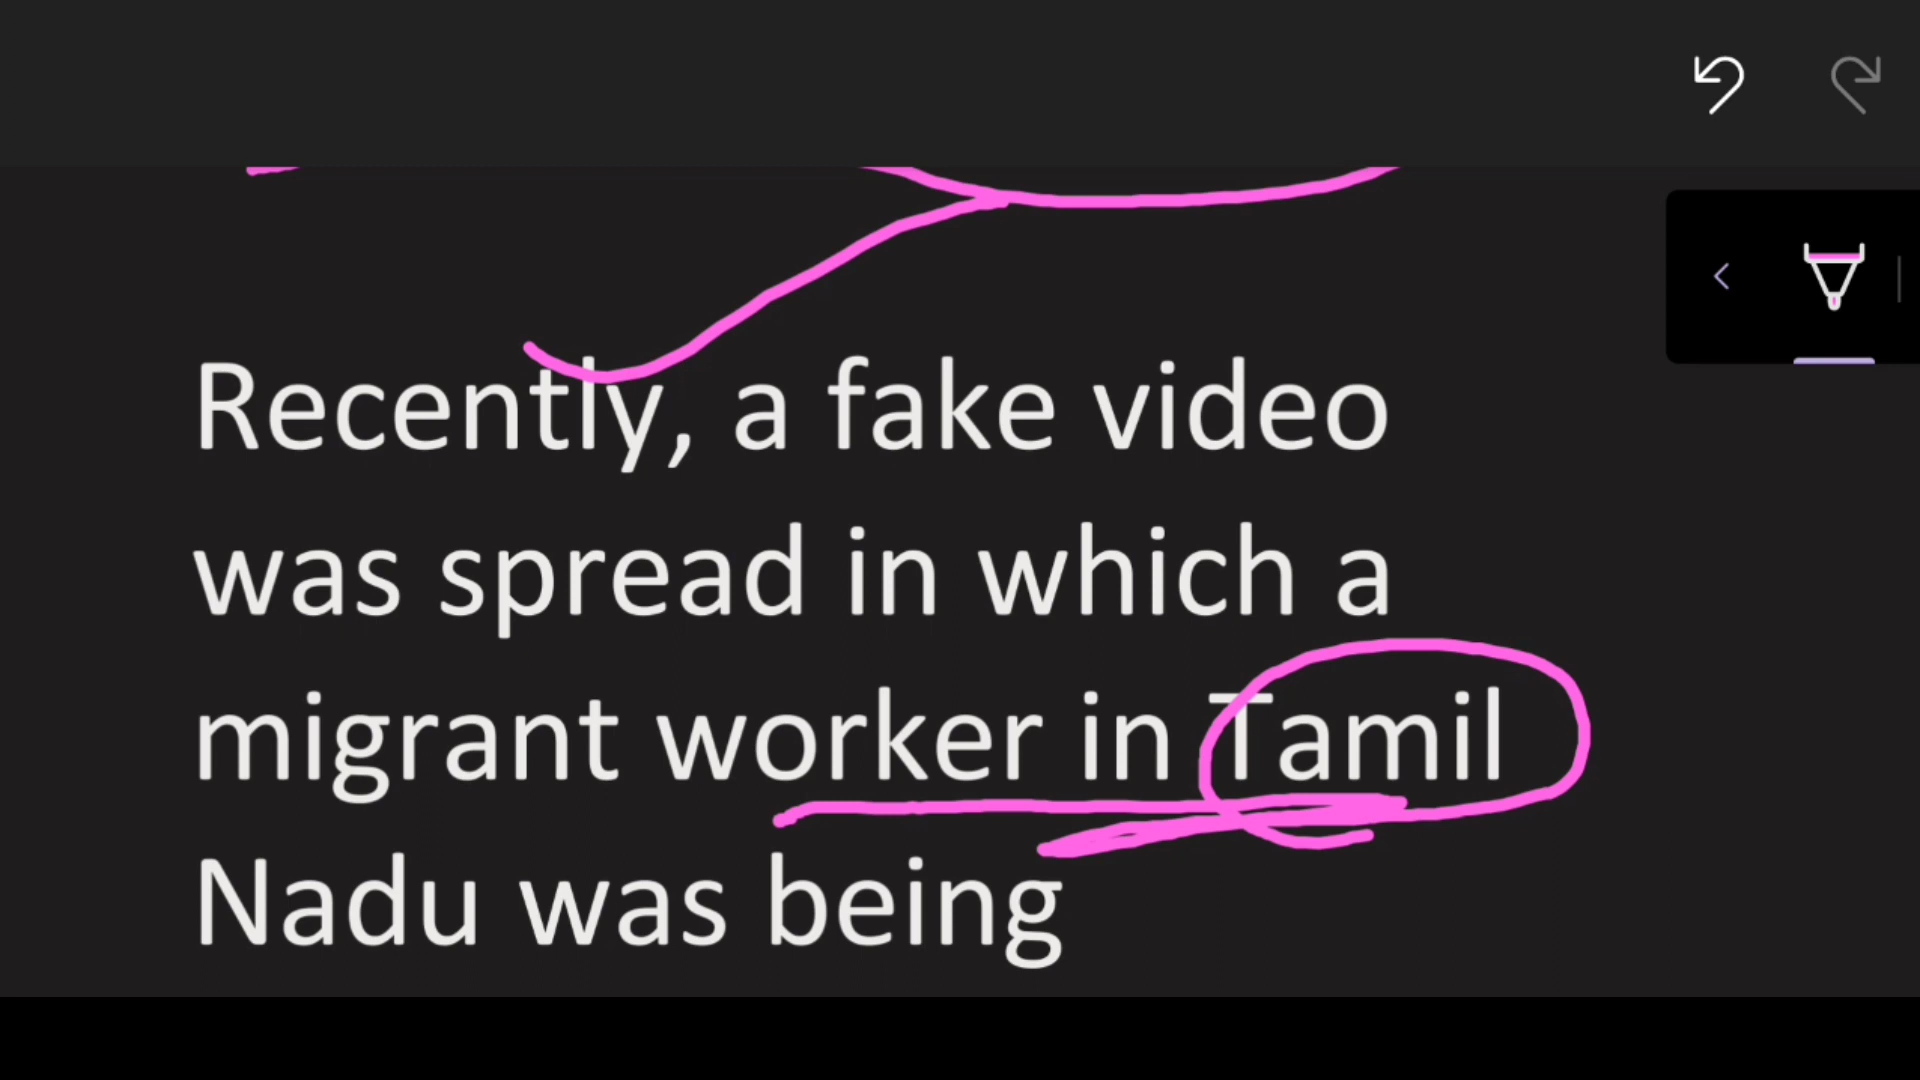 Recently, a fake video
was spread in which a
migrant worker in Tamil
Nadu was being